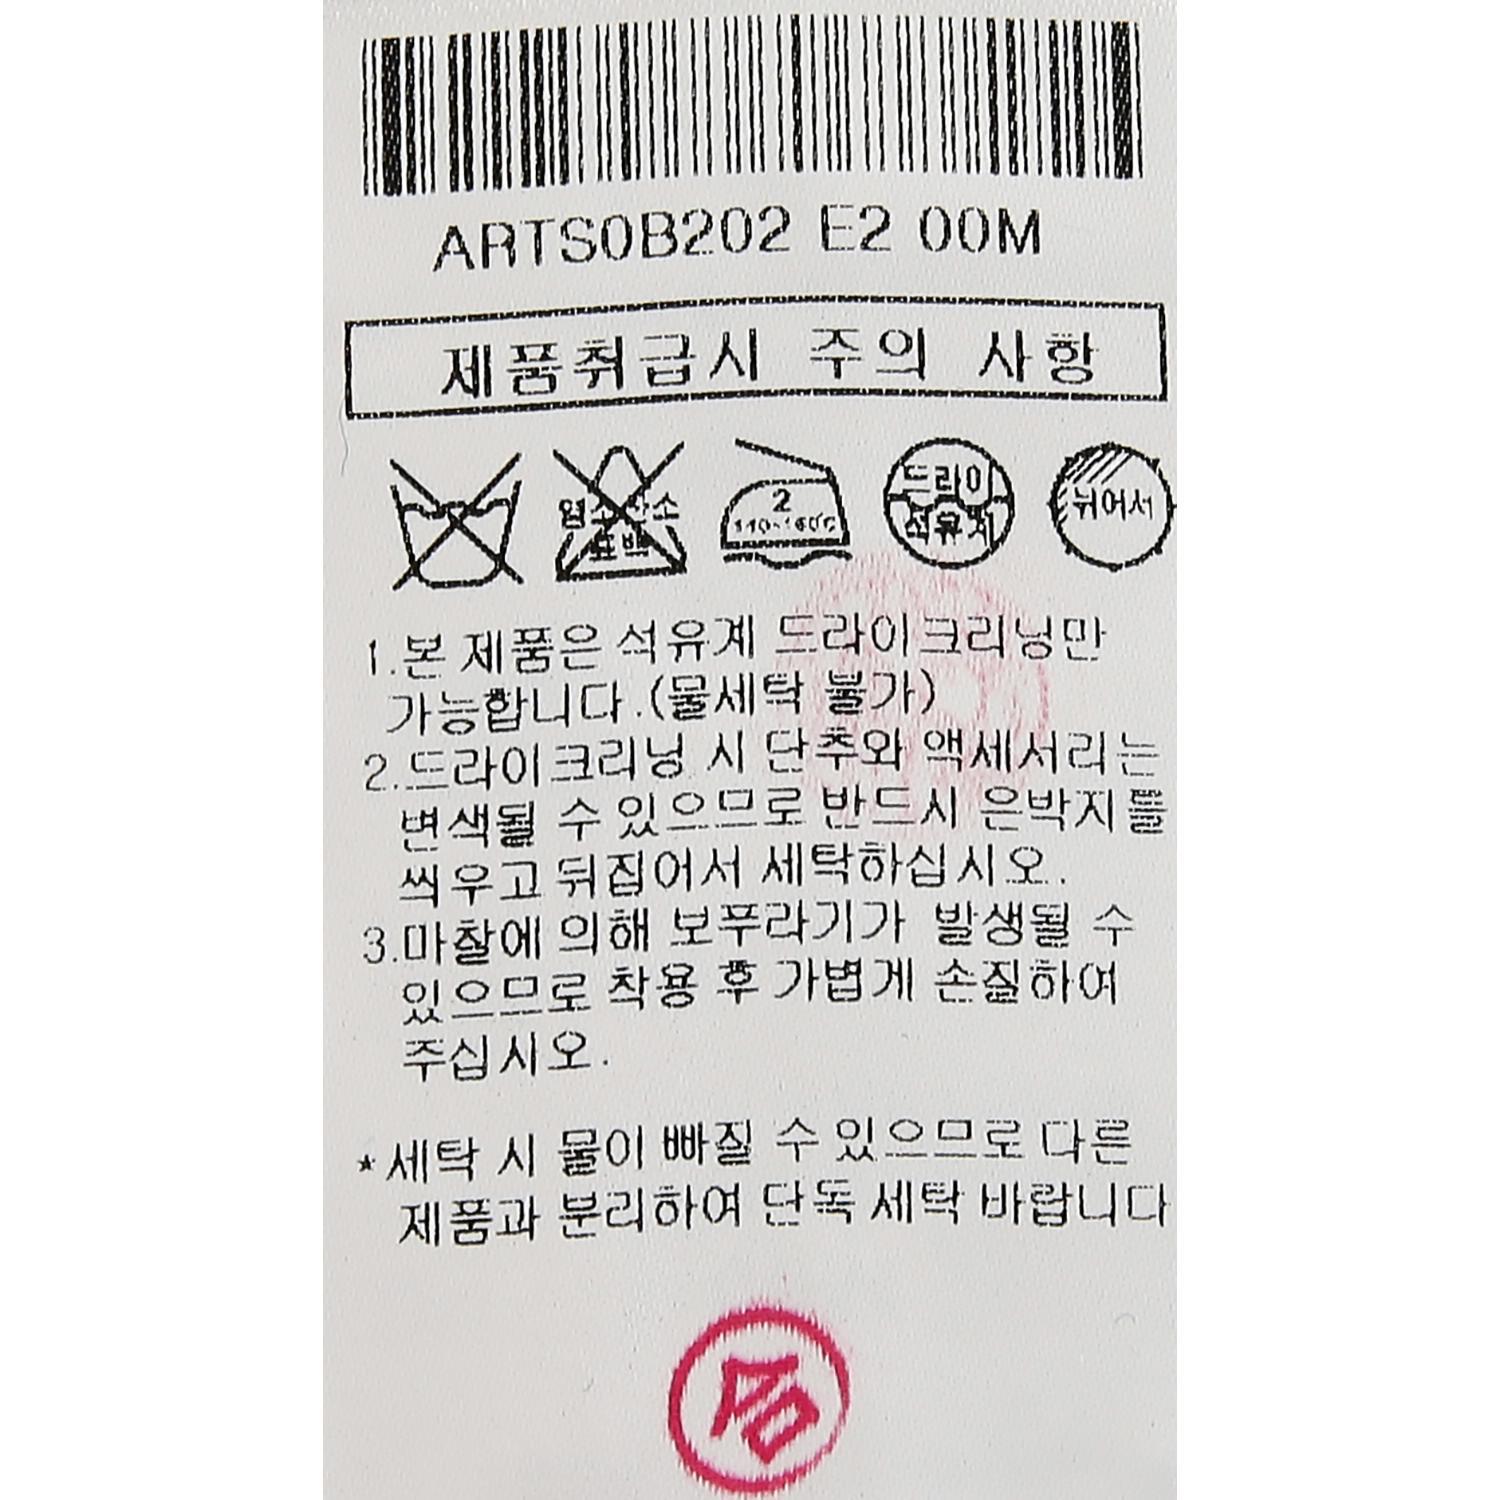 ARTS0B202 E2 00M
제품취급시 주의 사항
염소산소
표백
2
110~160℃
드라이
석유계
뉘어서
1.본 제품은 석유계 드라이크리닝만
가능합니다.(물세탁 불가)
2.드라이크리닝 시 단추와 액세서리는
변색될 수 있으므로 반드시 은박지를
씌우고 뒤집어서 세탁하십시오.
3.마찰에 의해 보푸라기가 발생될 수
있으므로 착용 후 가볍게 손질하여
주십시오.
*세탁 시 물이 빠질 수 있으므로 다른
제품과 분리하여 단독 세탁 바랍니다